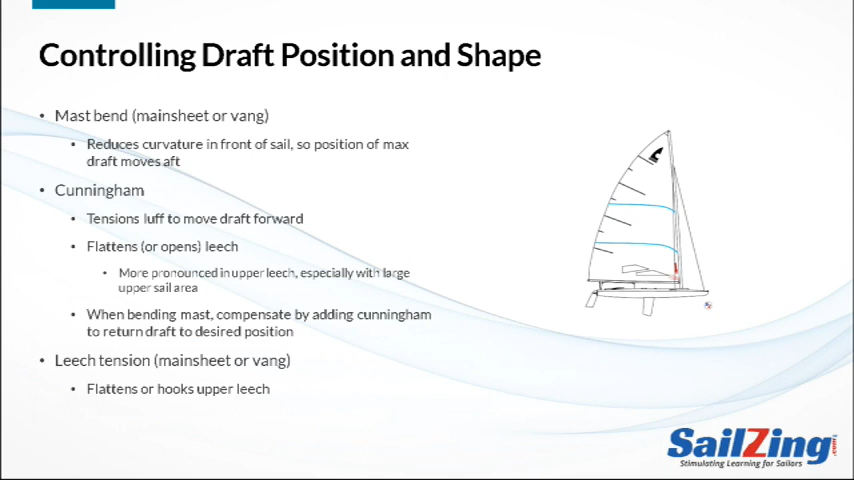 Controlling Draft Position and Shape
• Mast bend (mainsheet or vang)
• Reduces curvature in front of sail, so position of max
draft moves aft
• Cunningham
• Tensions luff to move draft forward
• Flattens (or opens) leech
• More pronounced in upper leech, especially with large
upper sail area
• When bending mast, compensate by adding cunningham
to return draft to desired position
• Leech tension (mainsheet or vang)
• Flattens or hooks upper leech
SailZing.com
Stimulating Learning for Sailors